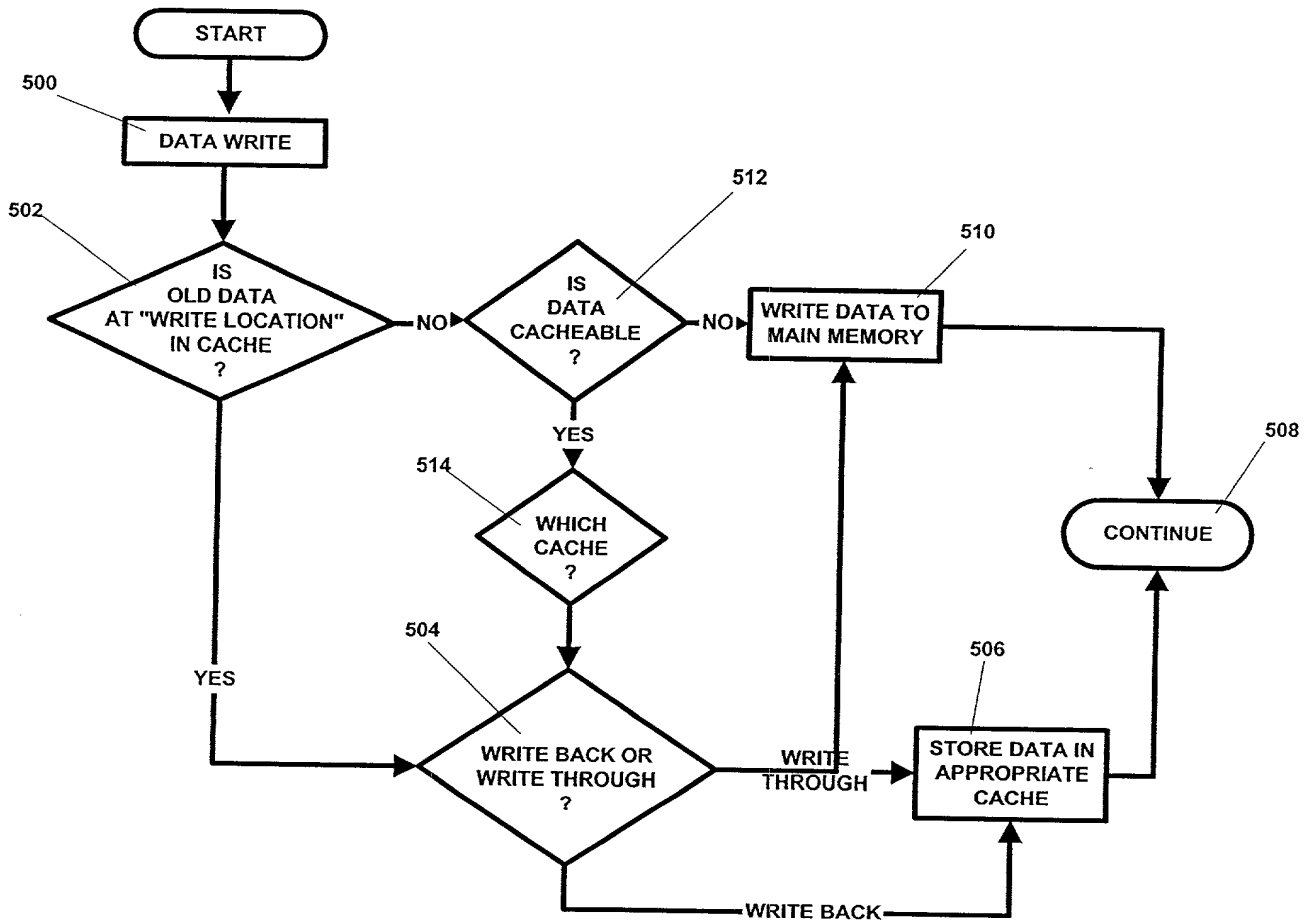 START
500
DATA WRITE
502
IS
OLD DATA
AT "WRITE LOCATION"
IN CACHE
?
NO
512
IS
DATA
CACHEABLE
?
NO
510
WRITE DATA TO
MAIN MEMORY
YES
514
WHICH
CACHE
?
508
CONTINUE
YES
504
WRITE BACK OR
WRITE THROUGH
?
WRITE
THROUGH
506
STORE DATA IN
APPROPRIATE
CACHE
WRITE BACK